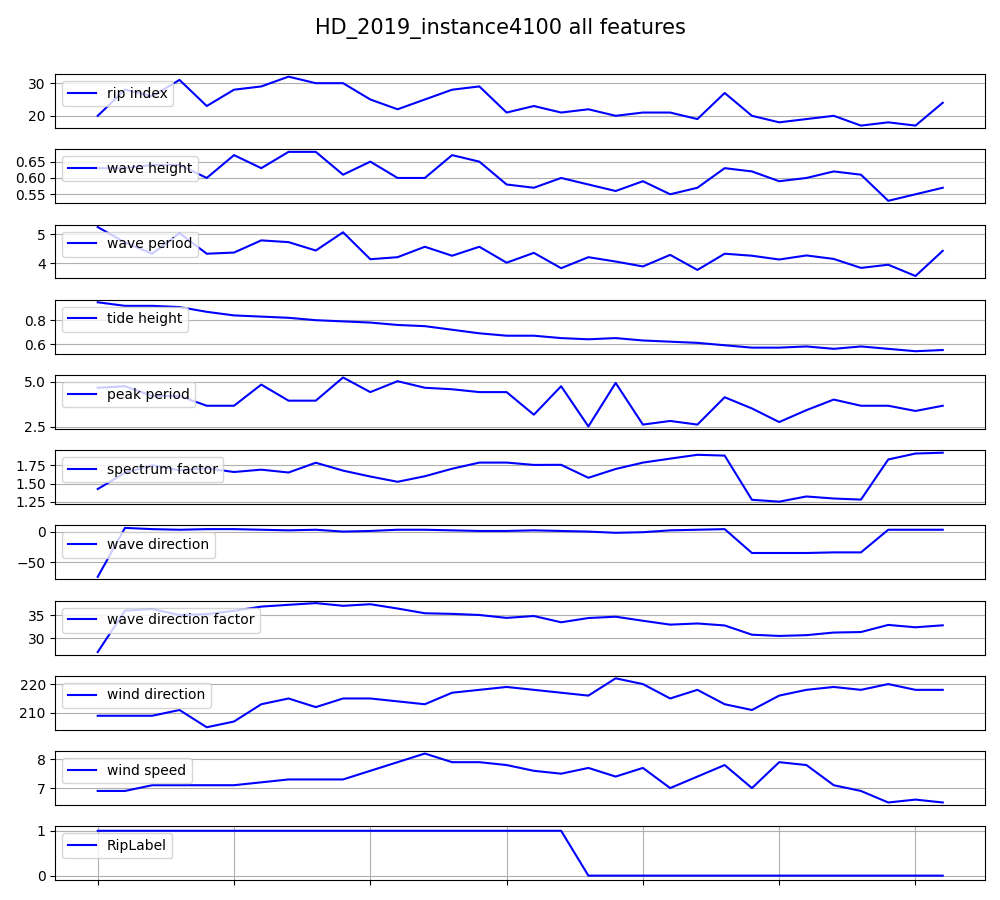 HD_2019_instance4100 all features
30
20
rip index
0.65
0.60
0.55
wave height
5
4
wave period
0.8
0.6
tide height
5.0
2.5
peak period
1.75
1.50
1.25
spectrum factor
0
−50
wave direction
35
30
wave direction factor
220
210
wind direction
8
7
wind speed
1
0
RipLabel